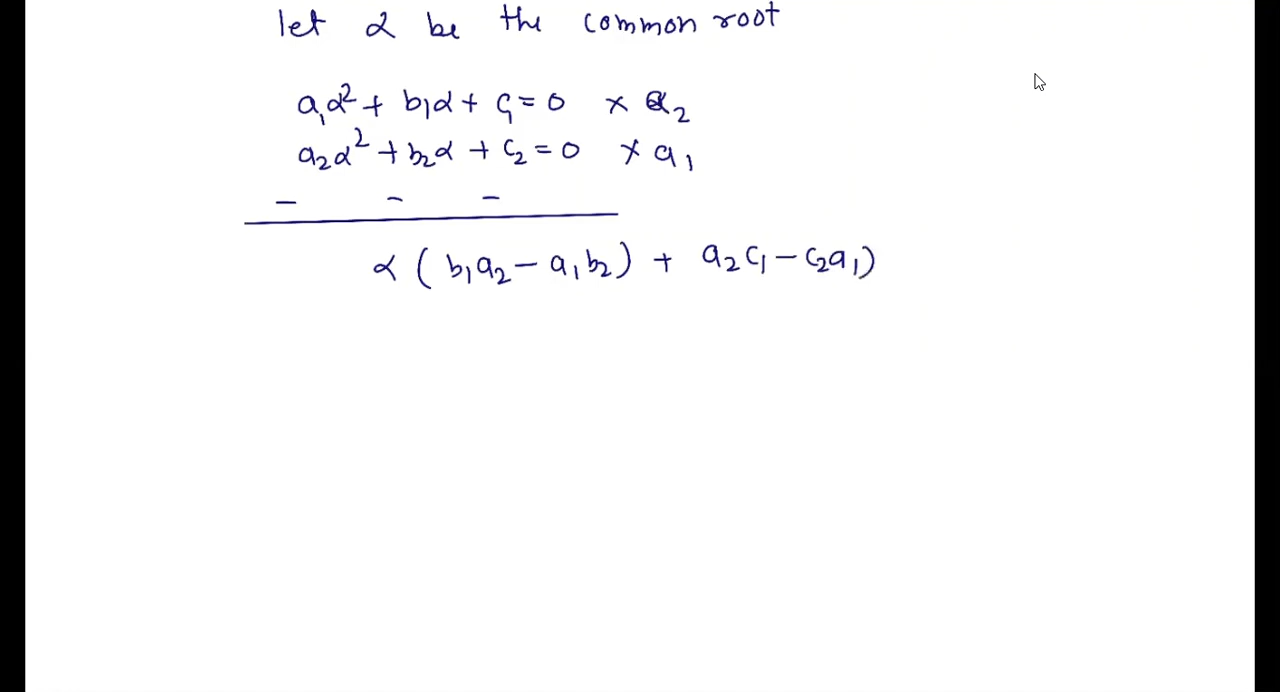 let α be the common root
a₁α² + b₁α + c₁ = 0 × a₂
a₂α² + b₂α + c₂ = 0 × a₁
− − −
α ( b₁a₂ − a₁b₂ ) + a₂c₁ − c₂a₁ )